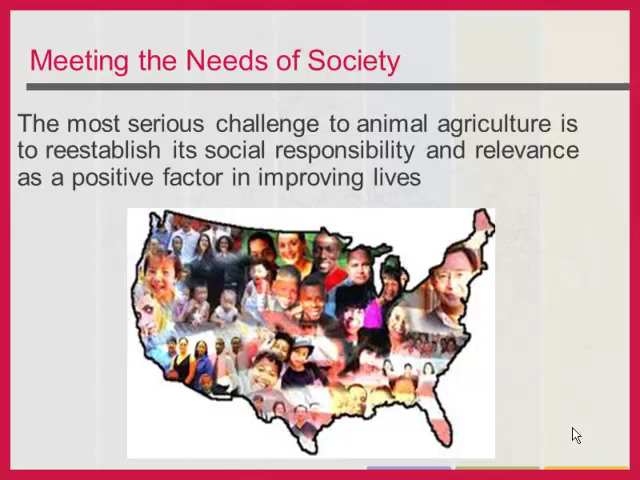 Meeting the Needs of Society
The most serious challenge to animal agriculture is
to reestablish its social responsibility and relevance
as a positive factor in improving lives